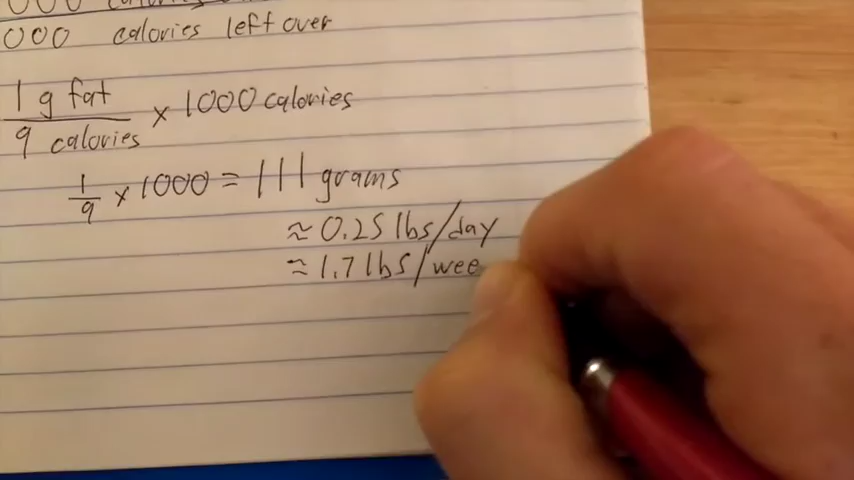 000 calories left over
1 g fat
9 calories
× 1000 calories
1
9
× 1000 = 111 grams
≈ 0.25 lbs/day
≈ 1.7 lbs/wee